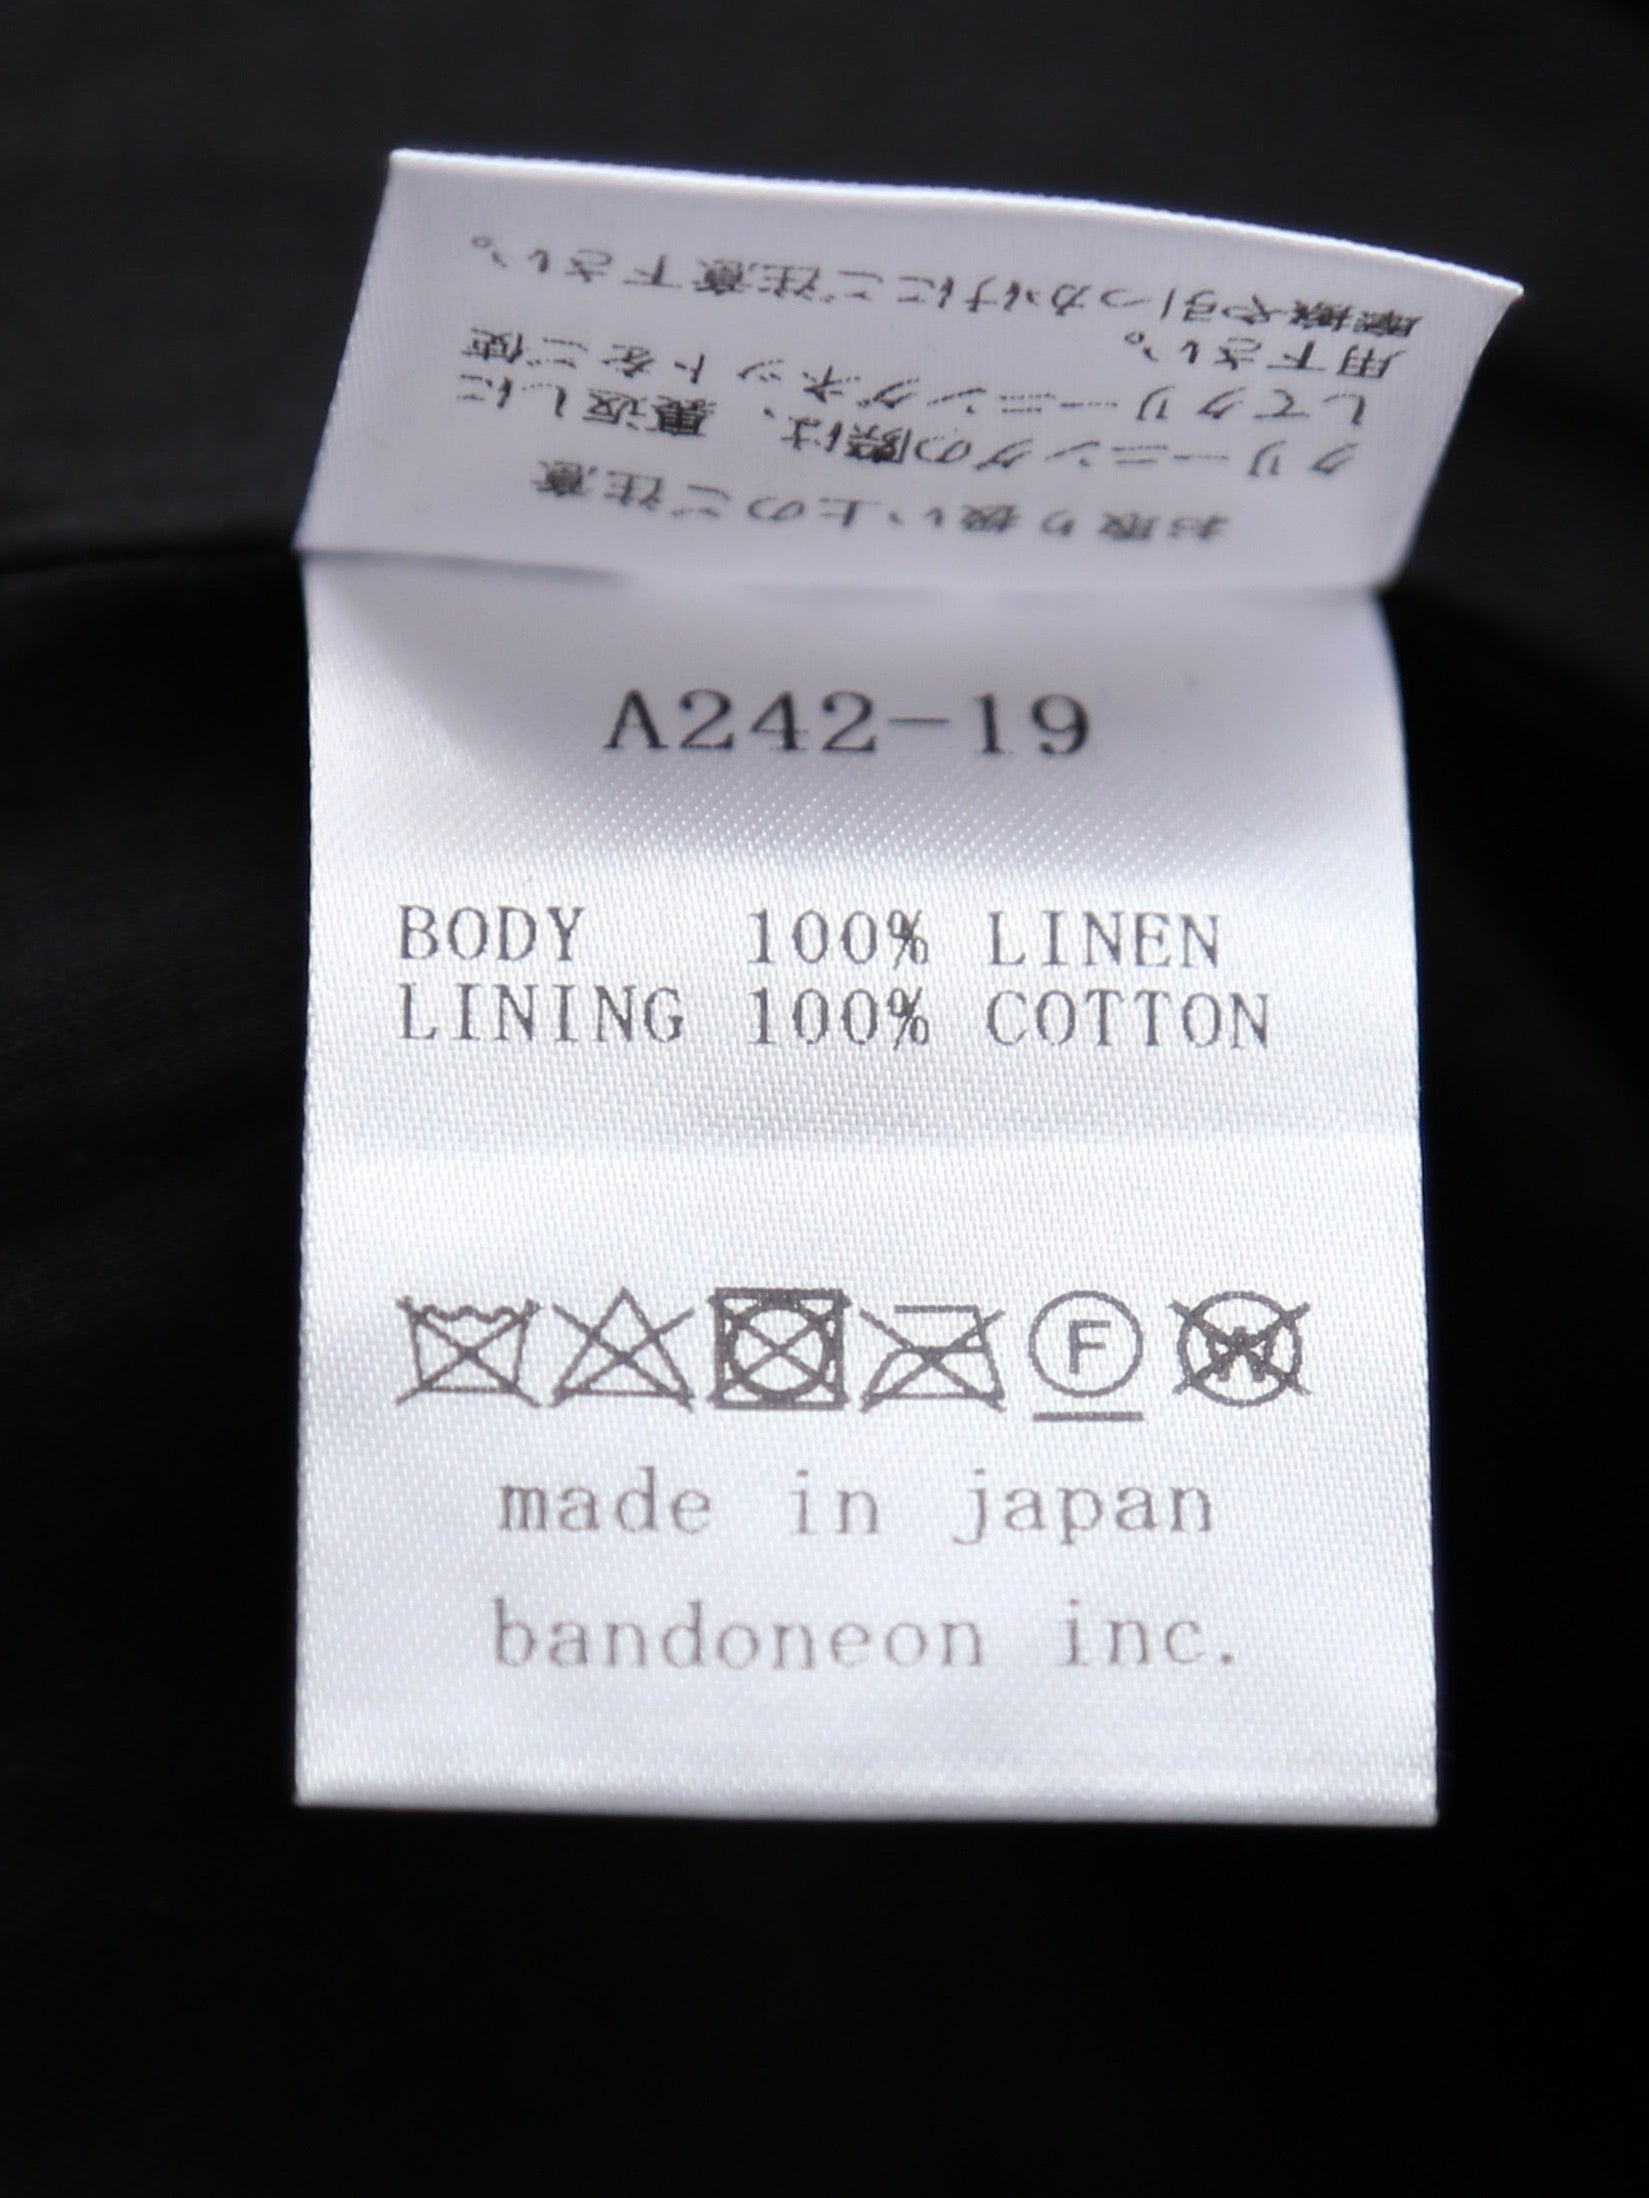 お取り扱い上のご注意
クリーニングの際は、裏返しに
してクリーニングネットをご使
用下さい。
摩擦や引っかけにご注意下さい。
A242-19
BODY 100% LINEN
LINING 100% COTTON
F W
made in japan
bandoneon inc.